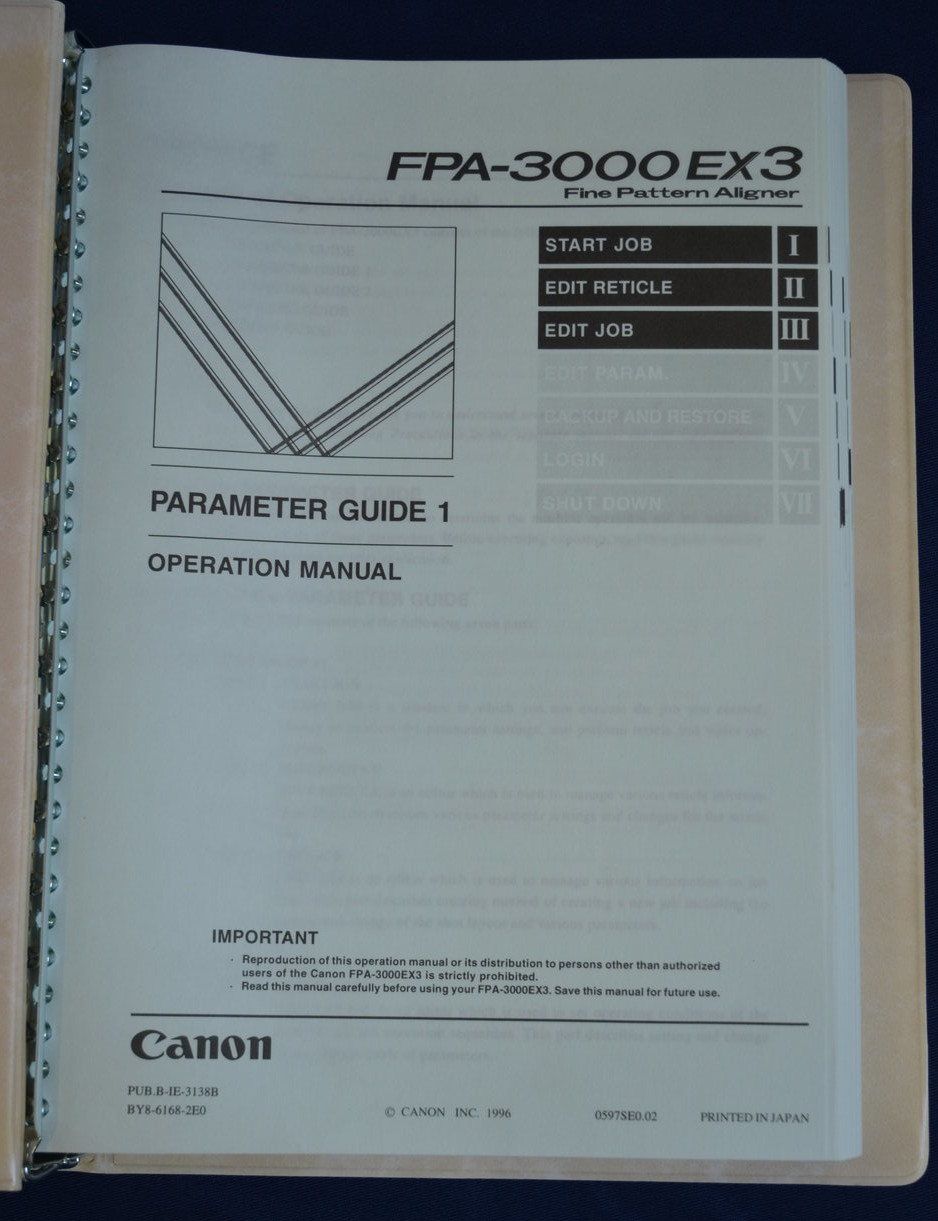 FPA-3000EX3
Fine Pattern Aligner
START JOB I
EDIT RETICLE II
EDIT JOB III
EDIT PARAM. IV
BACKUP AND RESTORE V
LOGIN VI
SHUT DOWN VII
PARAMETER GUIDE 1
OPERATION MANUAL
IMPORTANT
· Reproduction of this operation manual or its distribution to persons other than authorized
users of the Canon FPA-3000EX3 is strictly prohibited.
· Read this manual carefully before using your FPA-3000EX3. Save this manual for future use.
Canon
PUB.B-IE-3138B
BY8-6168-2E0
© CANON INC. 1996
0597SE0.02
PRINTED IN JAPAN